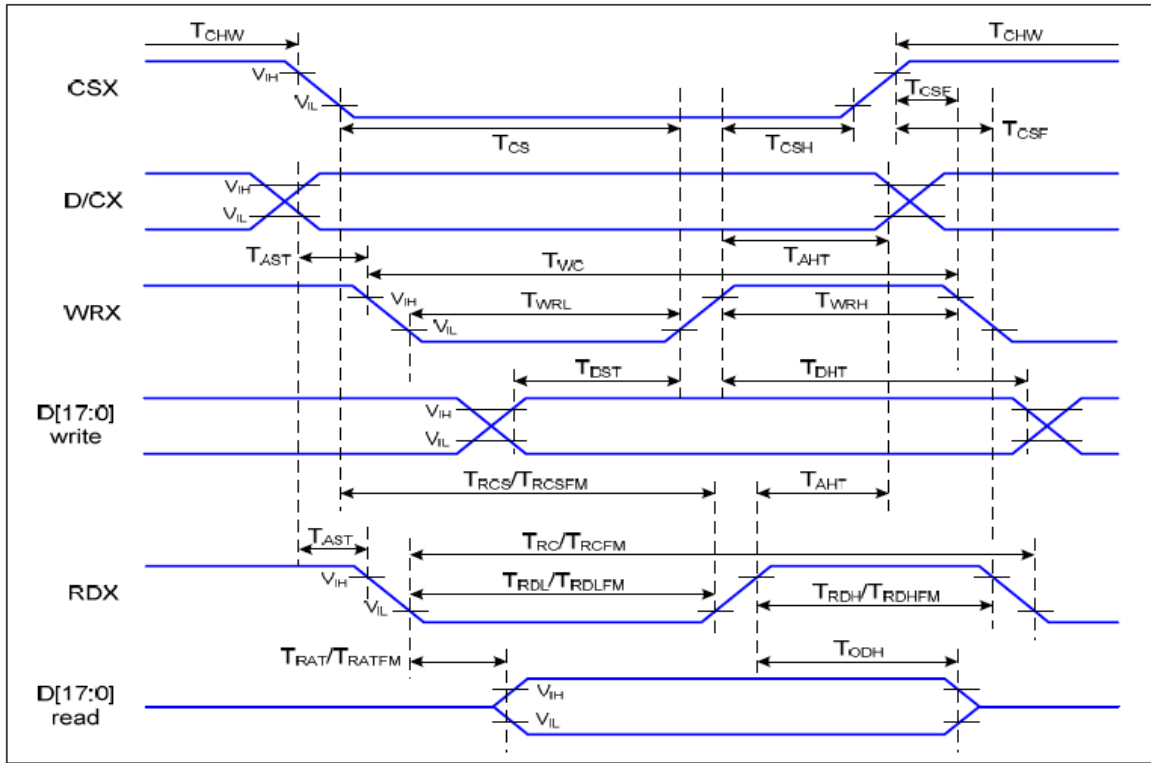 TCHW TCHW
VIH
CSX TCSF
VIL
TCS TCSH TCSF
VIH
D/CX
VIL
TAST TWC TAHT
VIH TWRL TWRH
WRX
VIL
TDST TDHT
D[17:0] VIH
write VIL
TRCS/TRCSFM TAHT
TAST TRC/TRCFM
VIH TRDL/TRDLFM
RDX TRDH/TRDHFM
VIL
TRAT/TRATFM TODH
D[17:0] VIH
read VIL